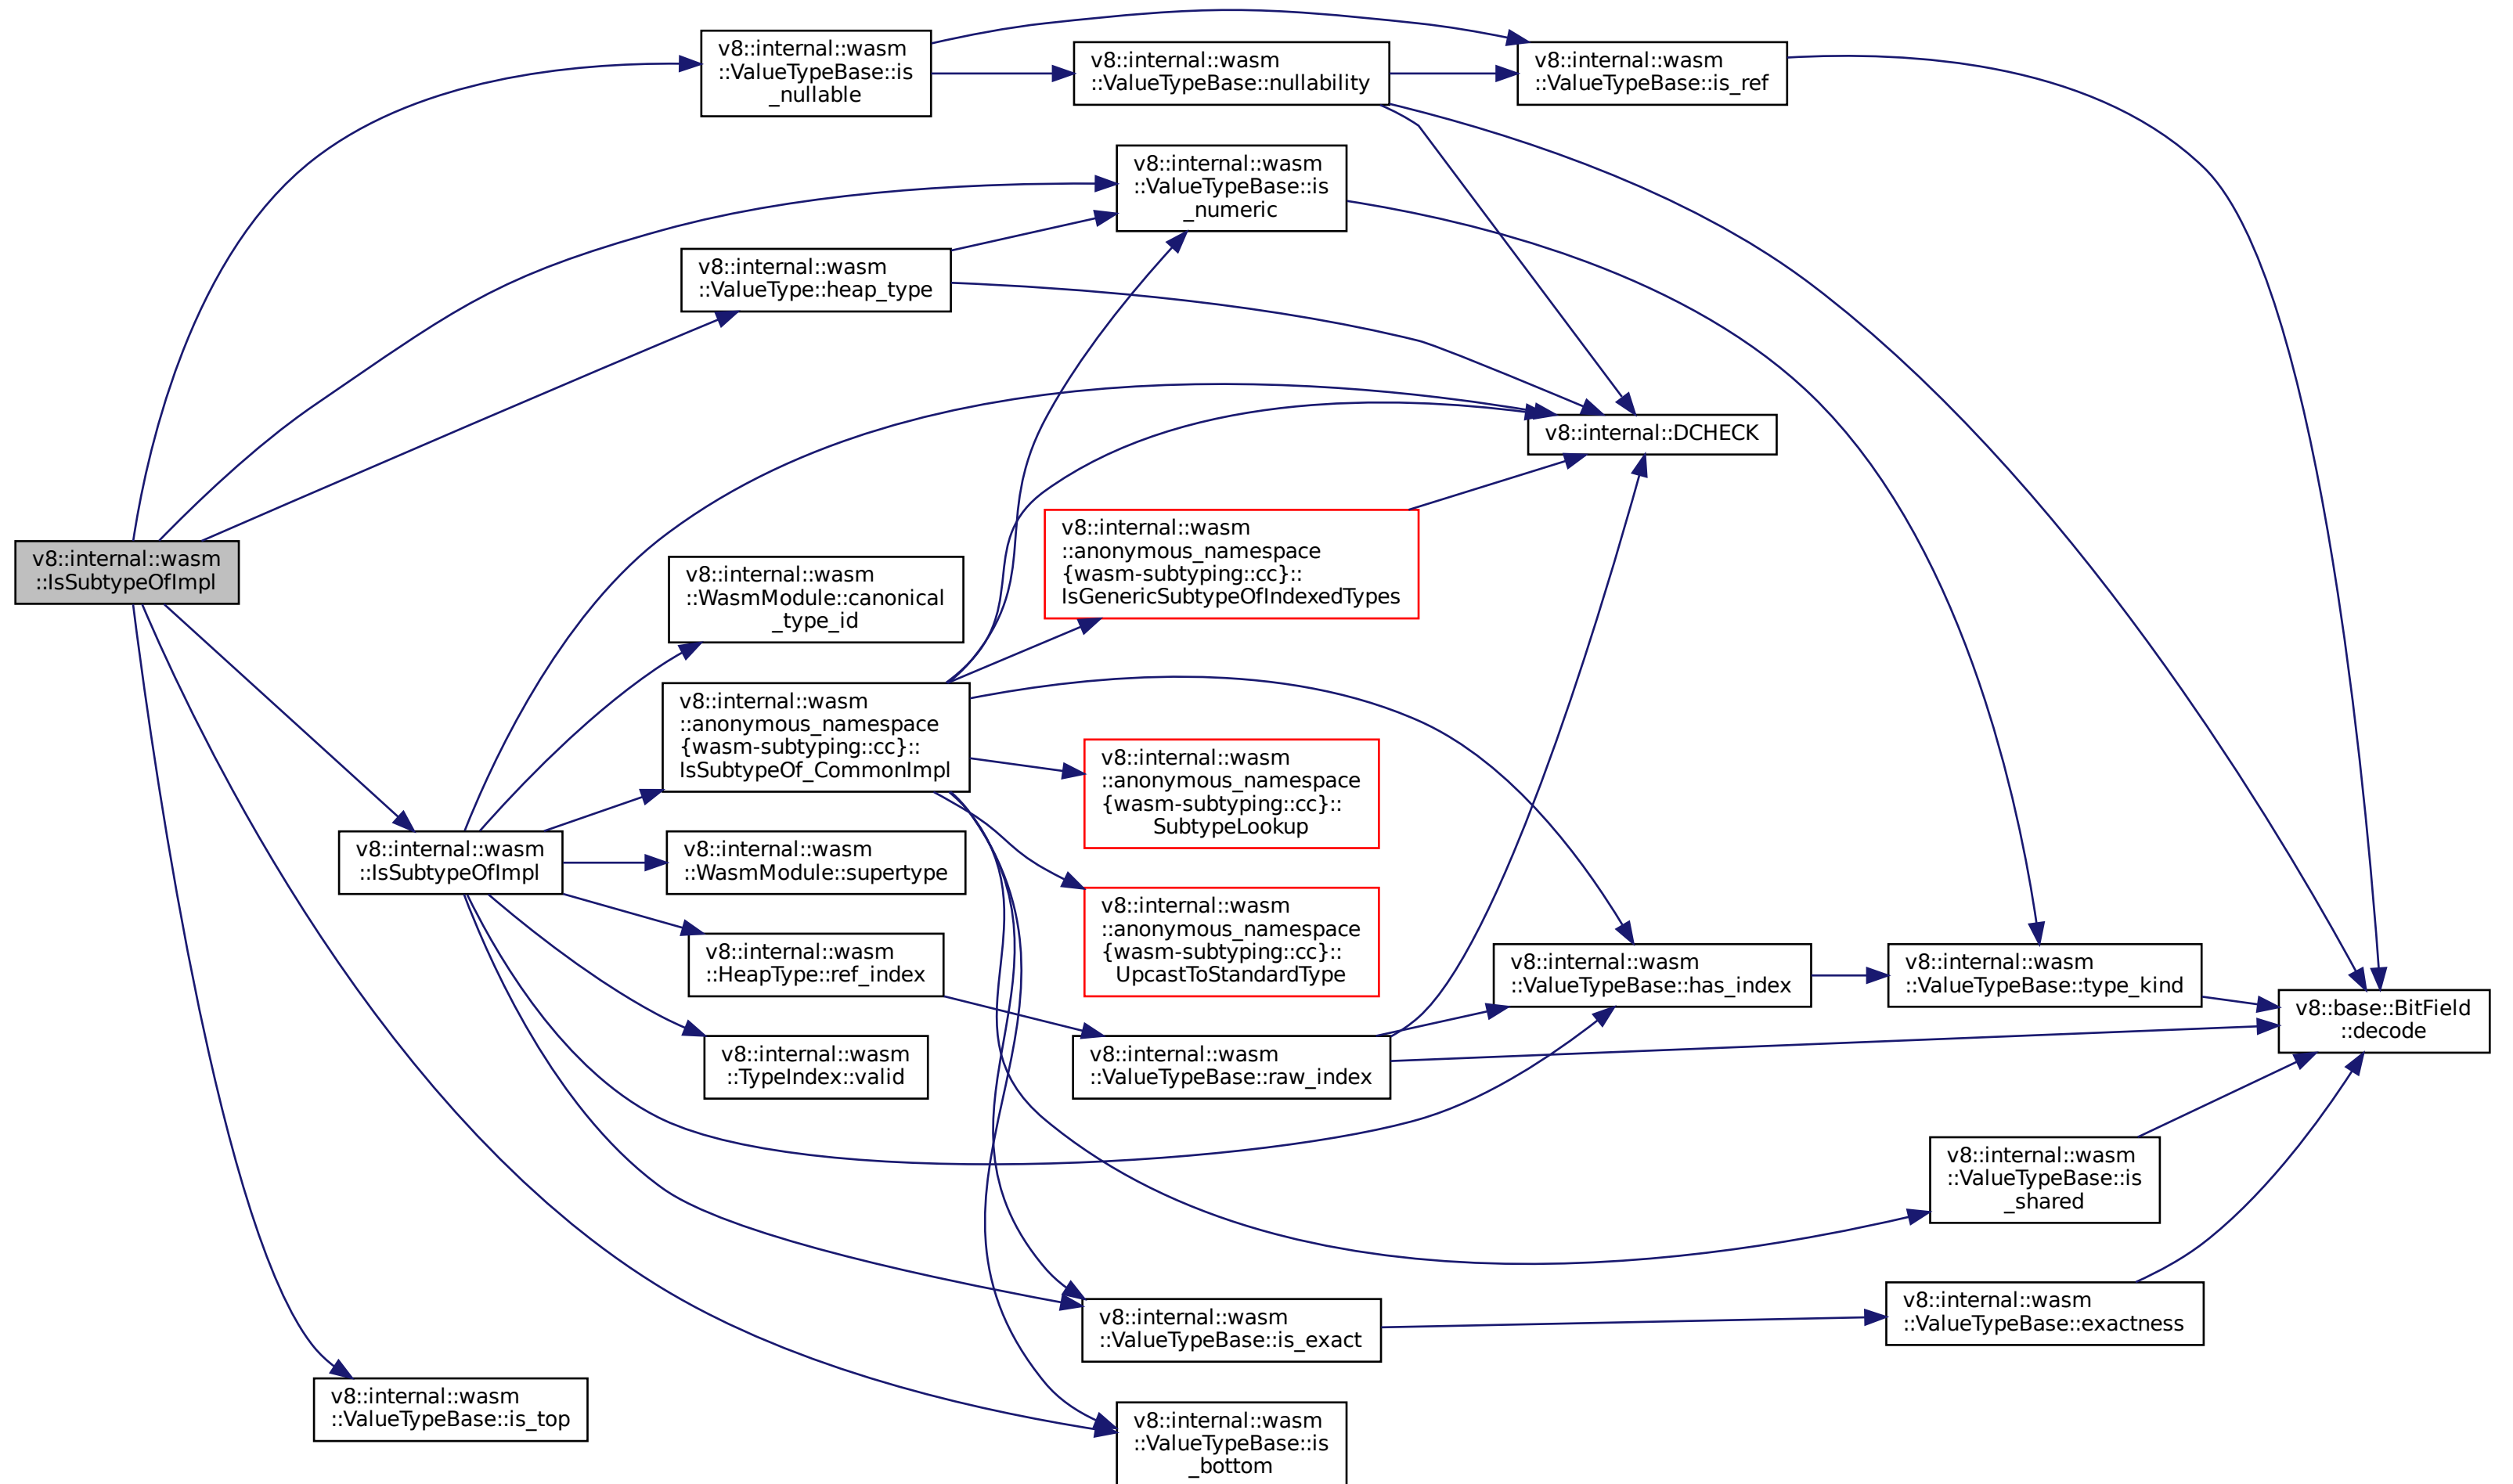 v8::internal::wasm
::ValueTypeBase::is
_nullable
v8::internal::wasm
::ValueTypeBase::nullability
v8::internal::wasm
::ValueTypeBase::is_ref
v8::internal::wasm
::ValueTypeBase::is
_numeric
v8::internal::wasm
::ValueType::heap_type
v8::internal::DCHECK
v8::internal::wasm
::anonymous_namespace
{wasm-subtyping::cc}::
IsGenericSubtypeOfIndexedTypes
v8::internal::wasm
::IsSubtypeOfImpl
v8::internal::wasm
::WasmModule::canonical
_type_id
v8::internal::wasm
::anonymous_namespace
{wasm-subtyping::cc}::
IsSubtypeOf_CommonImpl
v8::internal::wasm
::anonymous_namespace
{wasm-subtyping::cc}::
SubtypeLookup
v8::internal::wasm
::IsSubtypeOfImpl
v8::internal::wasm
::WasmModule::supertype
v8::internal::wasm
::anonymous_namespace
{wasm-subtyping::cc}::
UpcastToStandardType
v8::internal::wasm
::HeapType::ref_index
v8::internal::wasm
::ValueTypeBase::has_index
v8::internal::wasm
::ValueTypeBase::type_kind
v8::base::BitField
::decode
v8::internal::wasm
::TypeIndex::valid
v8::internal::wasm
::ValueTypeBase::raw_index
v8::internal::wasm
::ValueTypeBase::is
_shared
v8::internal::wasm
::ValueTypeBase::is_exact
v8::internal::wasm
::ValueTypeBase::exactness
v8::internal::wasm
::ValueTypeBase::is_top
v8::internal::wasm
::ValueTypeBase::is
_bottom